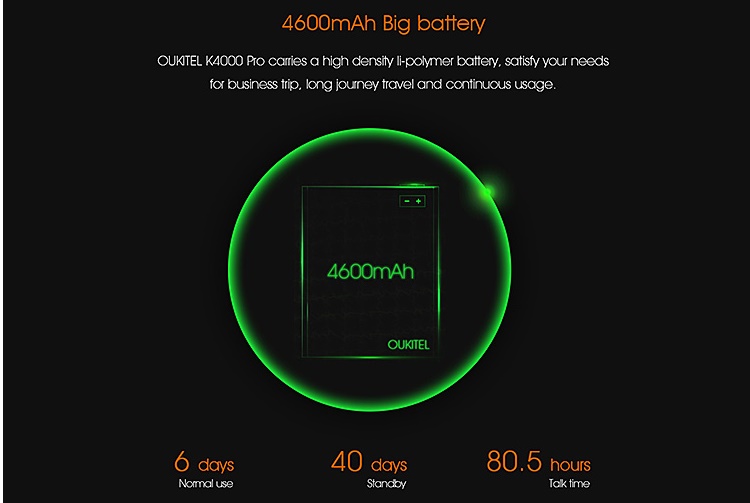 4600mAh Big battery
OUKITEL K4000 Pro carries a high density li-polymer battery, satisfy your needs
for business trip, long journey travel and continuous usage.
- +
4600mAh
OUKITEL
6 days 40 days 80.5 hours
Normal use Standby Talk time